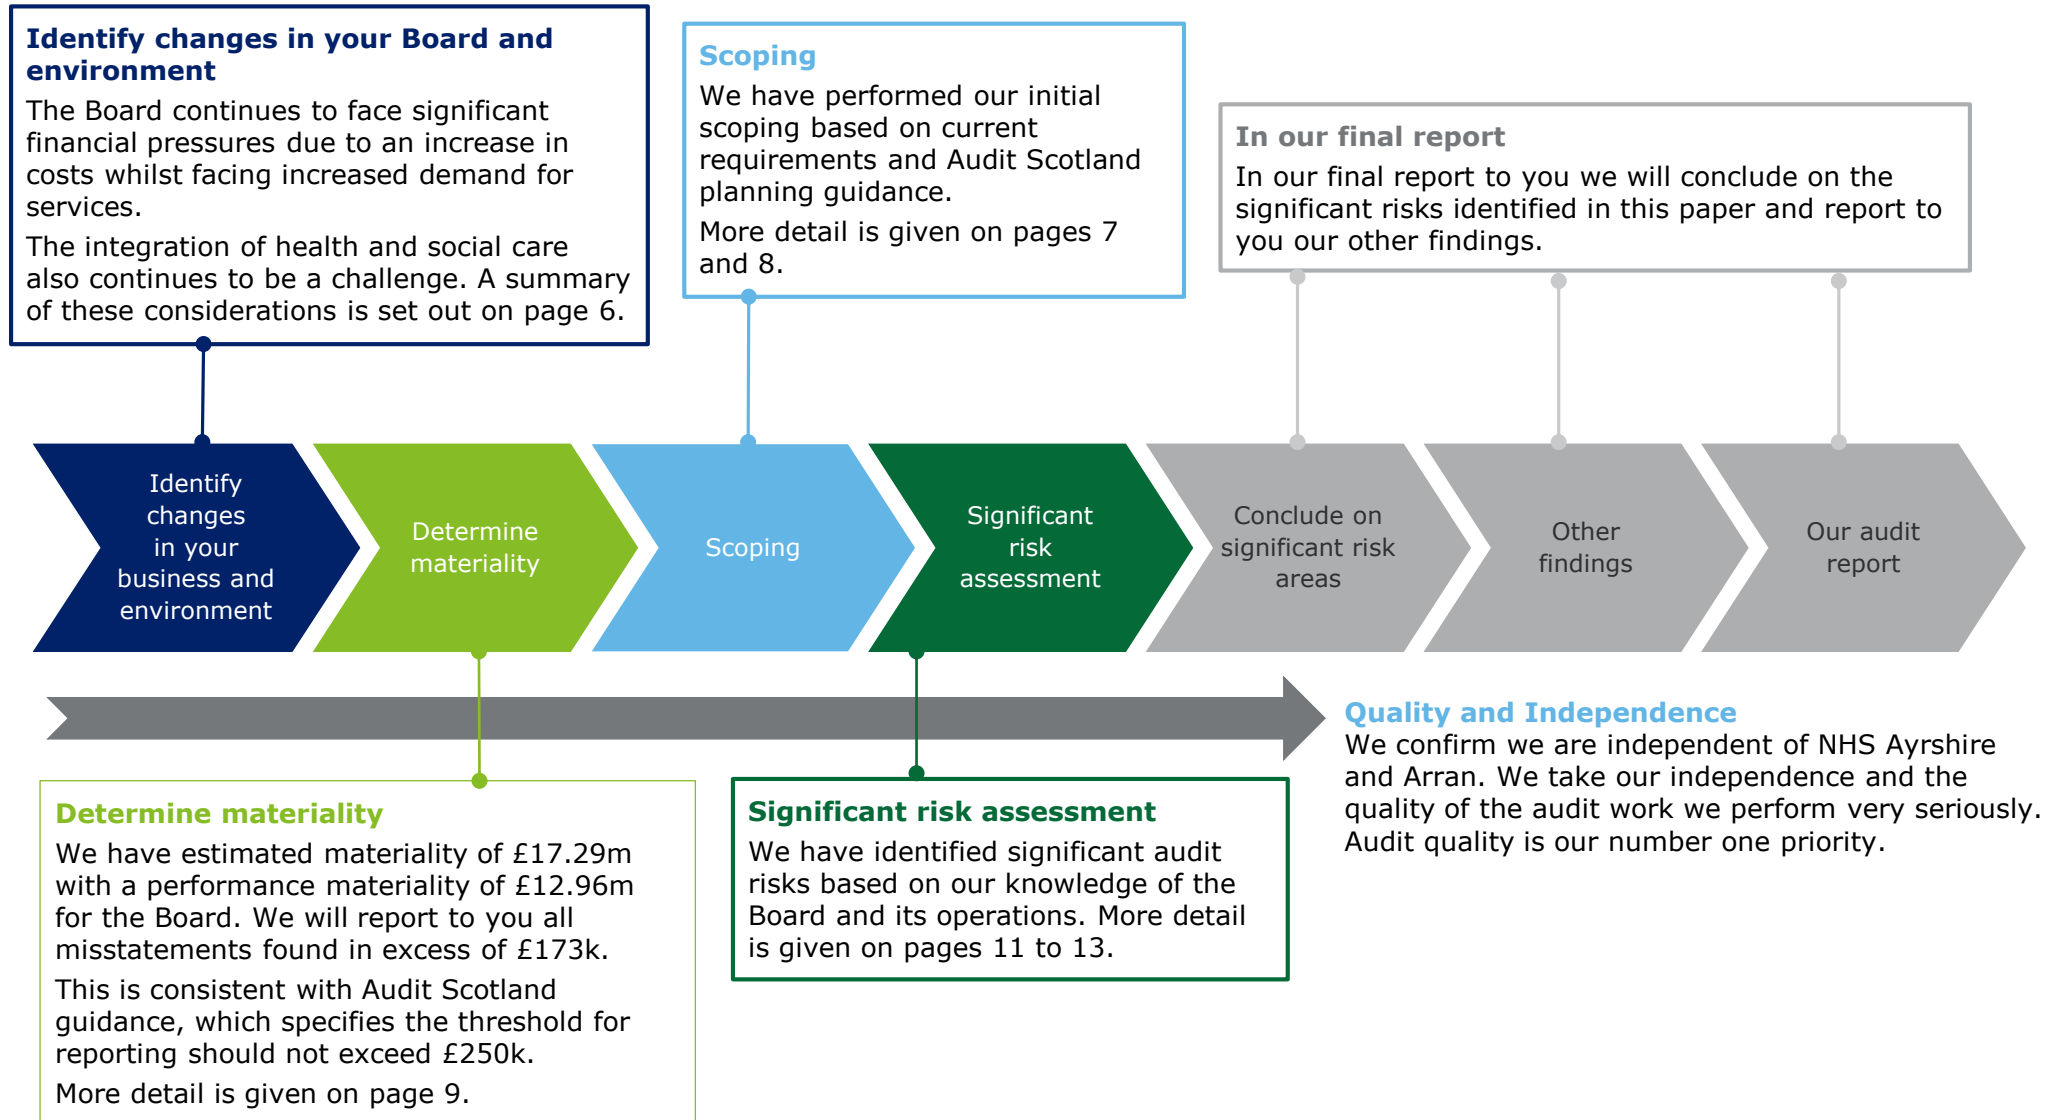 Identify changes in your Board and
environment
The Board continues to face significant
financial pressures due to an increase in
costs whilst facing increased demand for
services.
The integration of health and social care
also continues to be a challenge. A summary
of these considerations is set out on page 6.
Scoping
We have performed our initial
scoping based on current
requirements and Audit Scotland
planning guidance.
More detail is given on pages 7
and 8.
In our final report
In our final report to you we will conclude on the
significant risks identified in this paper and report to
you our other findings.
Identify
changes
in your
business and
environment
Determine
materiality
Scoping
Significant
risk
assessment
Conclude on
significant risk
areas
Other
findings
Our audit
report
Determine materiality
We have estimated materiality of £17.29m
with a performance materiality of £12.96m
for the Board. We will report to you all
misstatements found in excess of £173k.
This is consistent with Audit Scotland
guidance, which specifies the threshold for
reporting should not exceed £250k.
More detail is given on page 9.
Significant risk assessment
We have identified significant audit
risks based on our knowledge of the
Board and its operations. More detail
is given on pages 11 to 13.
Quality and Independence
We confirm we are independent of NHS Ayrshire
and Arran. We take our independence and the
quality of the audit work we perform very seriously.
Audit quality is our number one priority.